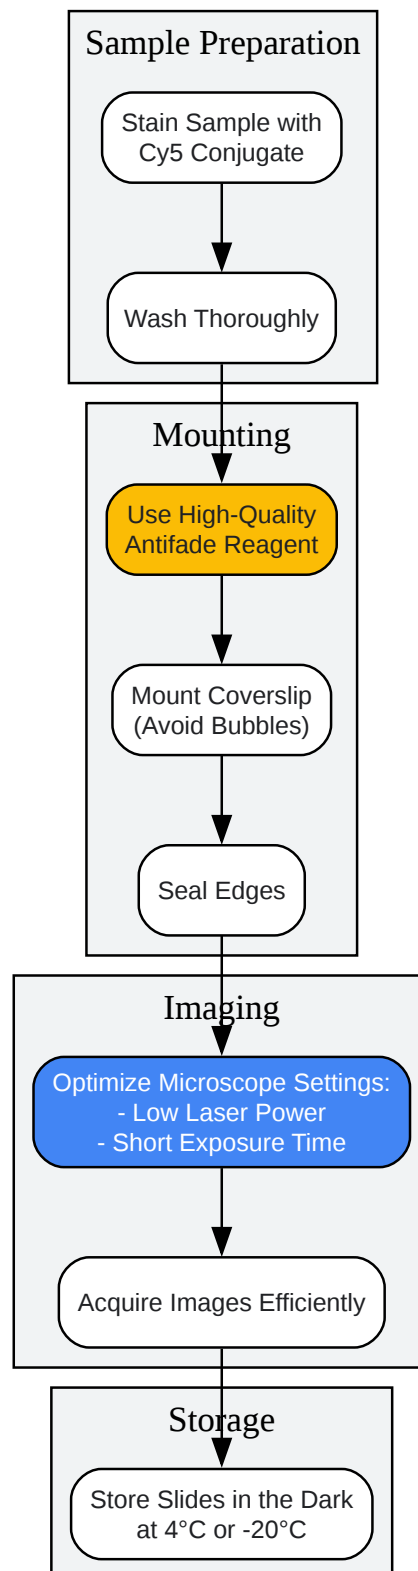 Sample Preparation
Stain Sample with
Cy5 Conjugate
Wash Thoroughly
Mounting
Use High-Quality
Antifade Reagent
Mount Coverslip
(Avoid Bubbles)
Seal Edges
Imaging
Optimize Microscope Settings:
- Low Laser Power
- Short Exposure Time
Acquire Images Efficiently
Storage
Store Slides in the Dark
at 4°C or -20°C